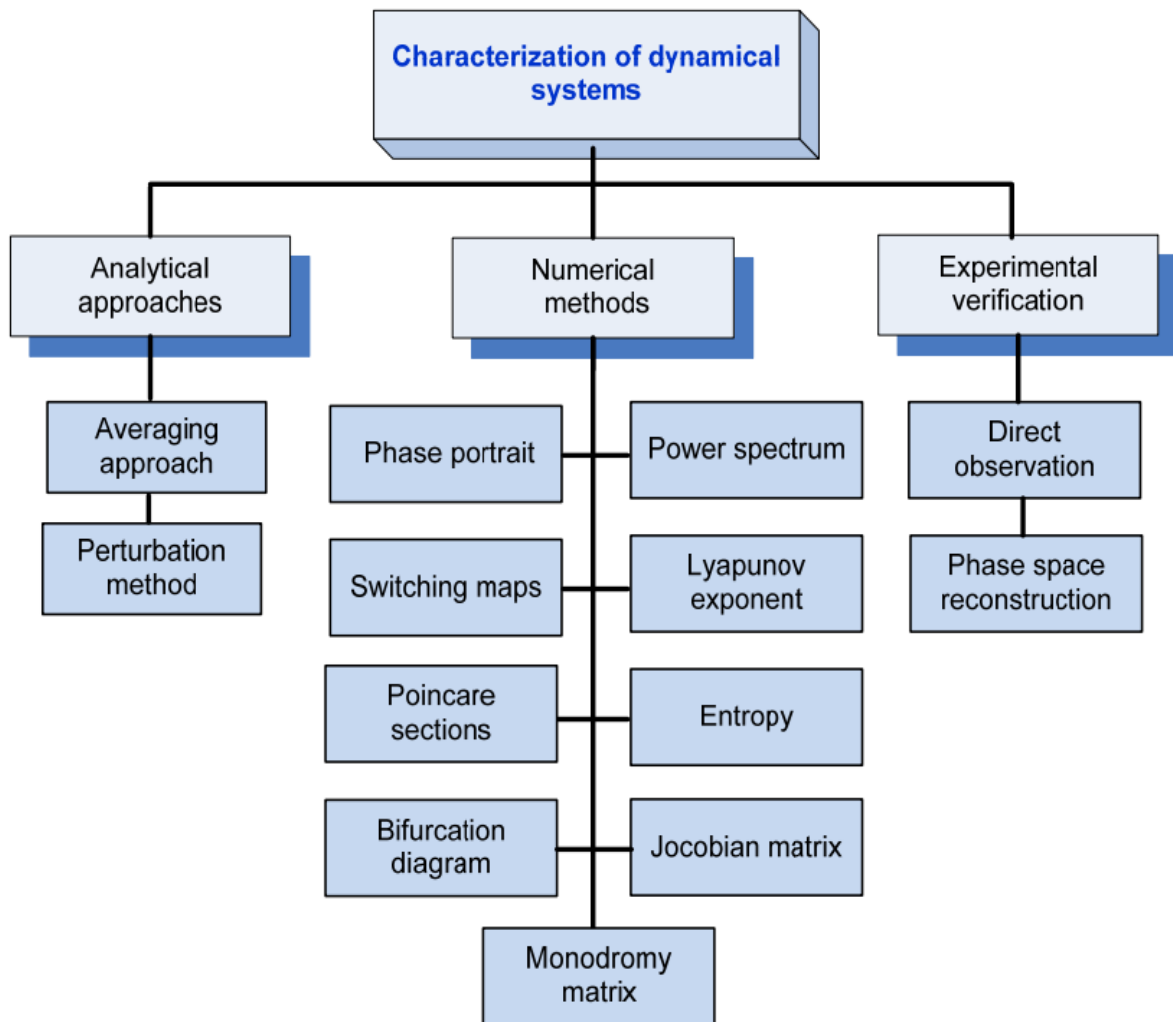 Characterization of dynamical
systems
Analytical
approaches
Numerical
methods
Experimental
verification
Averaging
approach
Perturbation
method
Phase portrait
Power spectrum
Switching maps
Lyapunov
exponent
Poincare
sections
Entropy
Bifurcation
diagram
Jocobian matrix
Monodromy
matrix
Direct
observation
Phase space
reconstruction